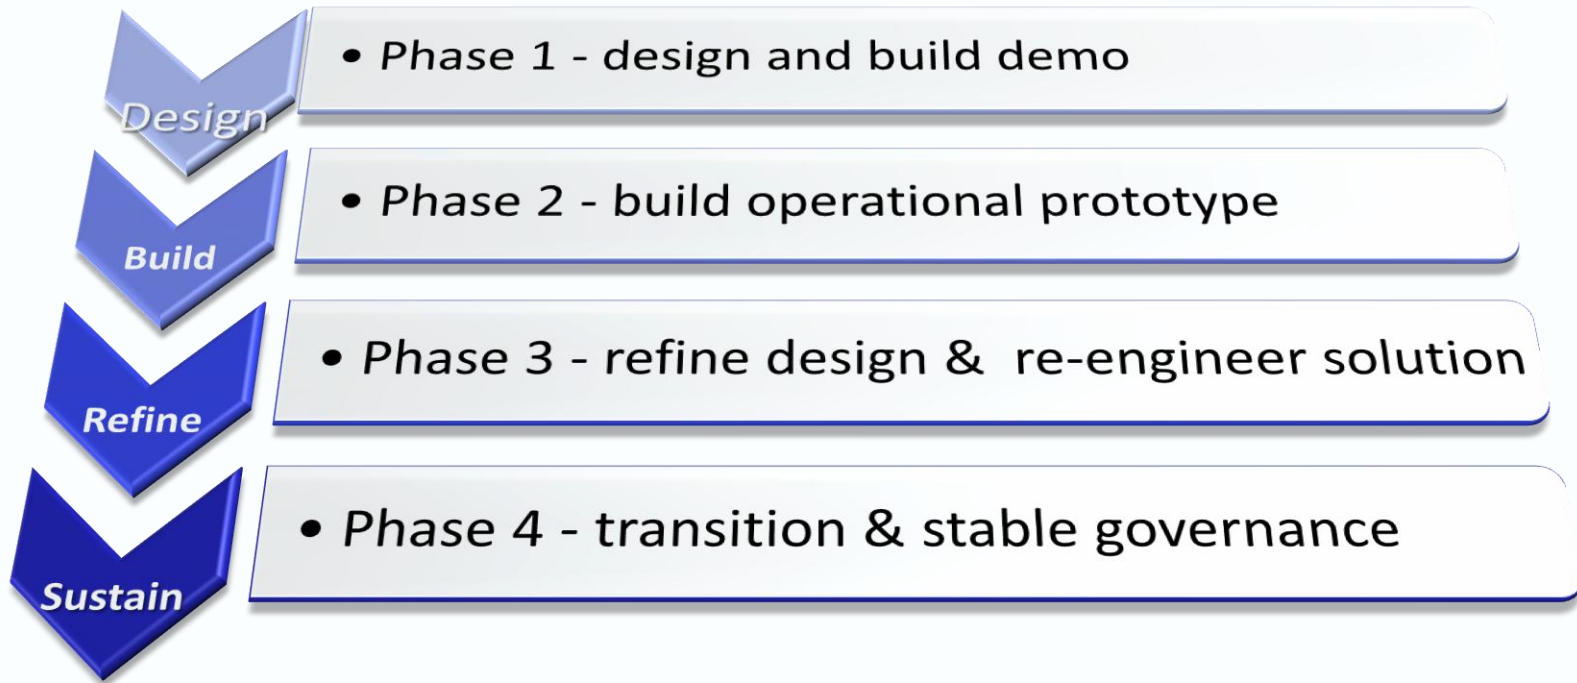 Design
• Phase 1 - design and build demo
Build
• Phase 2 - build operational prototype
Refine
• Phase 3 - refine design &  re-engineer solution
Sustain
• Phase 4 - transition & stable governance